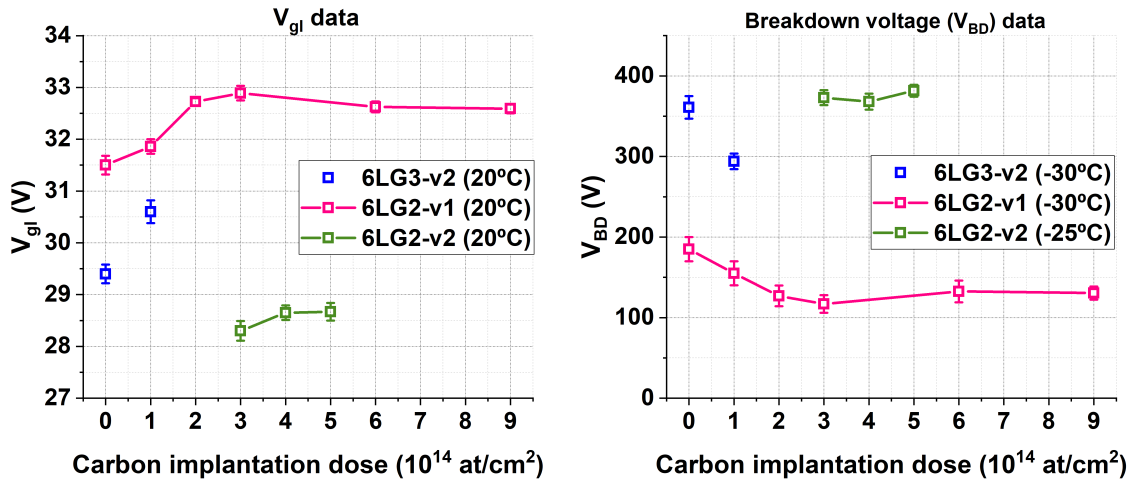 V_gl data
34
33
32
31
30
29
28
27
V_gl (V)
6LG3-v2 (20ºC)
6LG2-v1 (20ºC)
6LG2-v2 (20ºC)
0 1 2 3 4 5 6 7 8 9
Carbon implantation dose (10^14 at/cm^2)
Breakdown voltage (V_BD) data
400
300
200
100
0
V_BD (V)
6LG3-v2 (-30ºC)
6LG2-v1 (-30ºC)
6LG2-v2 (-25ºC)
0 1 2 3 4 5 6 7 8 9
Carbon implantation dose (10^14 at/cm^2)